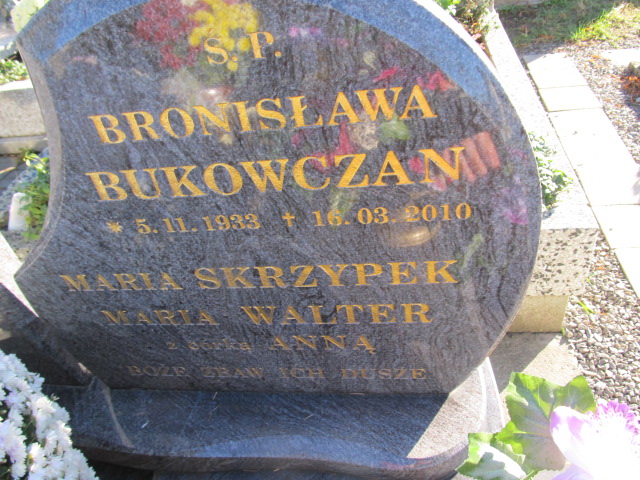 Ś. P.
BRONISŁAWA
BUKOWCZAN
* 5.11.1933 † 16.03.2010
MARIA SKRZYPEK
MARIA WALTER
z córką ANNĄ
BOŻE ZBAW ICH DUSZE